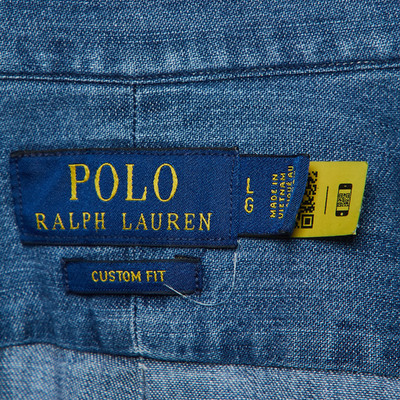 POLO
RALPH LAUREN
L
G
MADE IN
VIETNAM
CUSTOM FIT